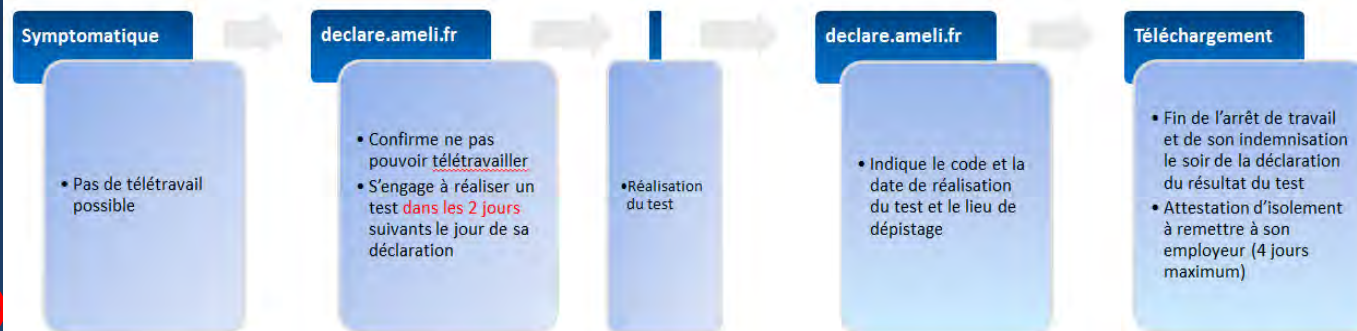 Symptomatique
• Pas de télétravail
possible
declare.ameli.fr
• Confirme ne pas
pouvoir télétravailler
• S'engage à réaliser un
test dans les 2 jours
suivants le jour de sa
déclaration
•Réalisation
du test
declare.ameli.fr
• Indique le code et la
date de réalisation
du test et le lieu de
dépistage
Téléchargement
• Fin de l'arrêt de travail
et de son indemnisation
le soir de la déclaration
du résultat du test
• Attestation d'isolement
à remettre à son
employeur (4 jours
maximum)